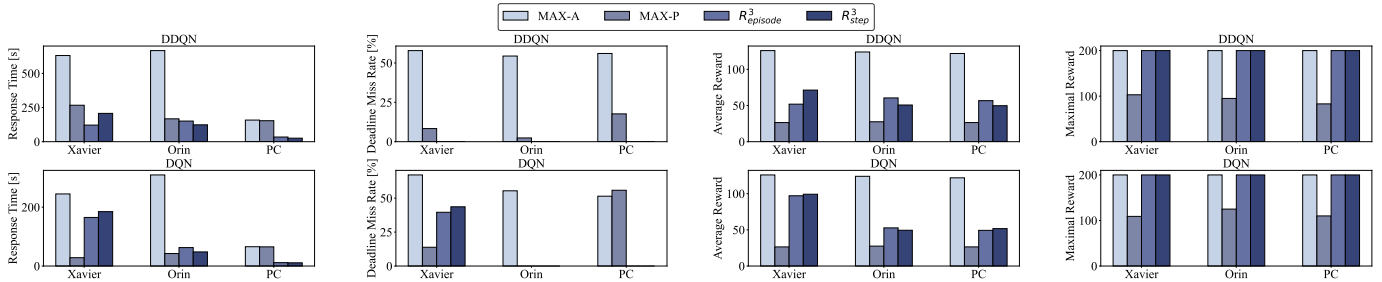 MAX-A MAX-P R³episode R³step
DDQN DDQN DDQN DDQN
Response Time [s] 500 250 0 Xavier Orin PC
Deadline Miss Rate [%] 50 25 0 Xavier Orin PC
Average Reward 100 50 0 Xavier Orin PC
Maximal Reward 200 100 0 Xavier Orin PC
DQN DQN DQN DQN
Response Time [s] 200 0 Xavier Orin PC
Deadline Miss Rate [%] 50 25 0 Xavier Orin PC
Average Reward 100 50 0 Xavier Orin PC
Maximal Reward 200 100 0 Xavier Orin PC